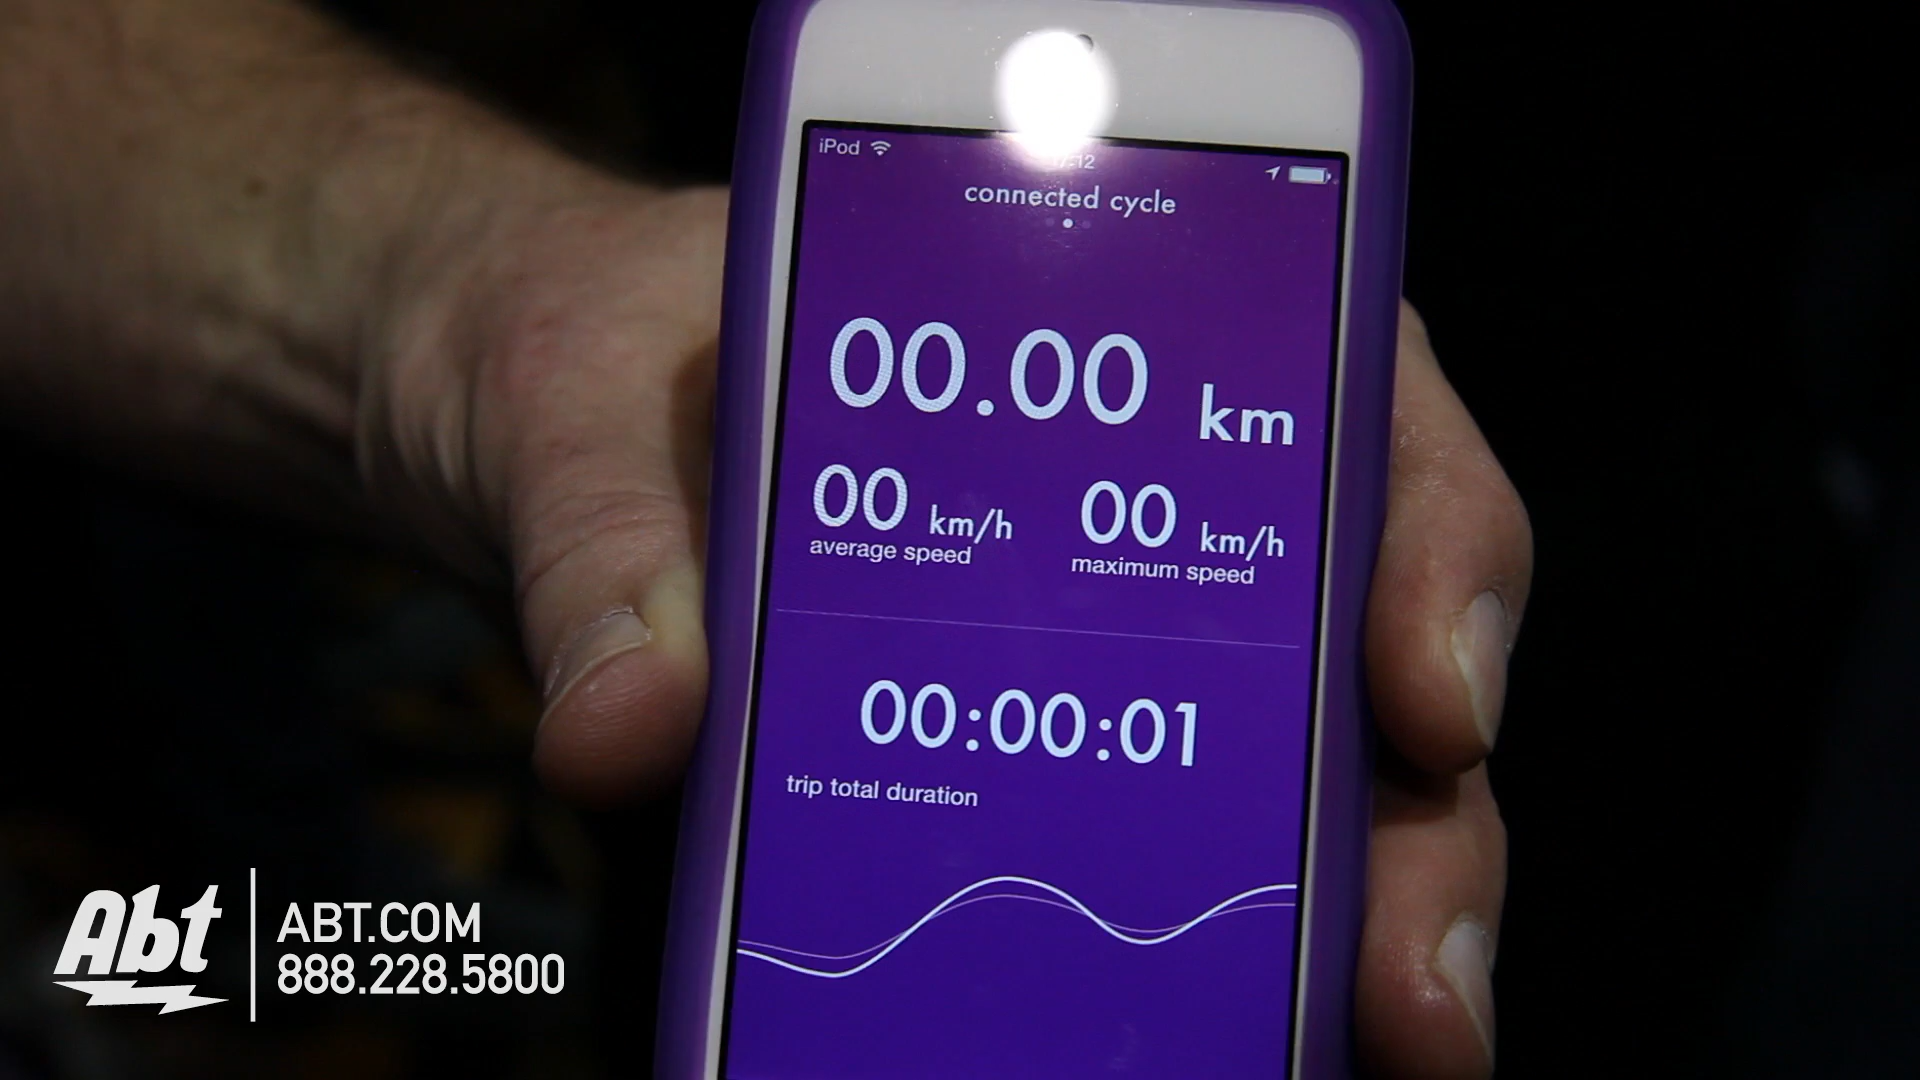 iPod
connected cycle
00.00 km
00 km/h 00 km/h
average speed maximum speed
00:00:01
trip total duration
Abt
ABT.COM
888.228.5800